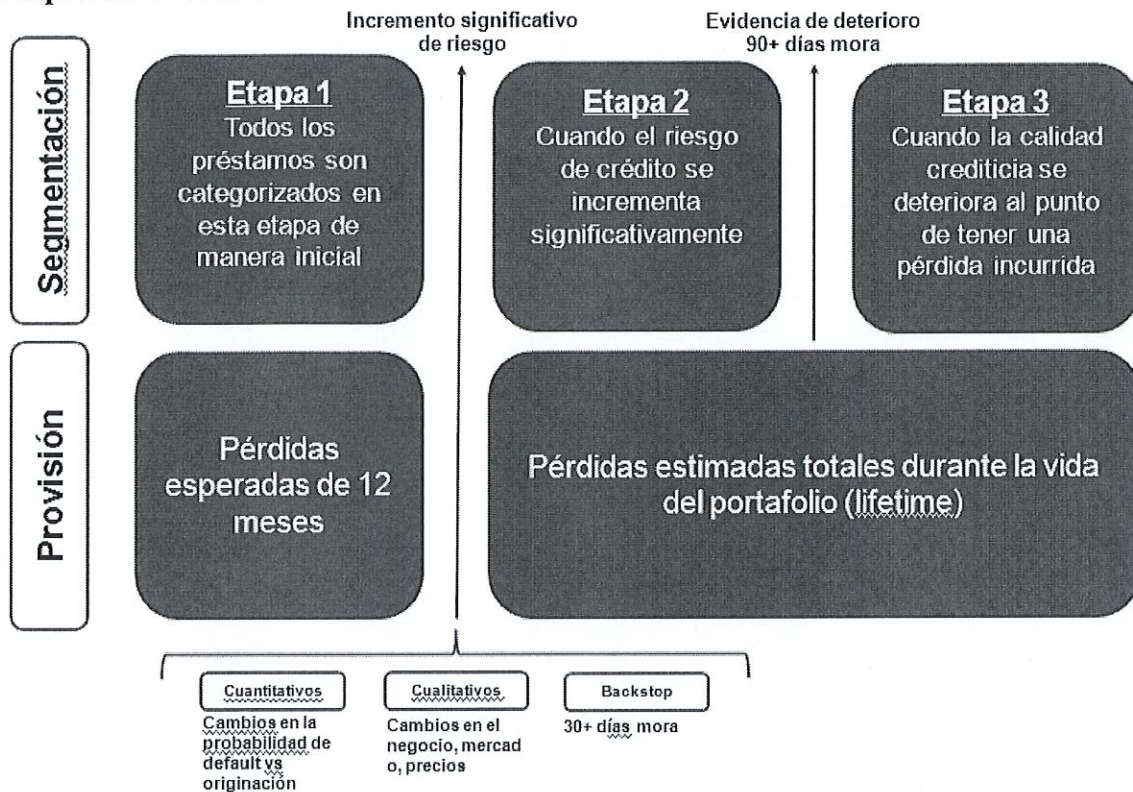 Incremento significativo
de riesgo
Evidencia de deterioro
90+ días mora
Segmentación
Etapa 1
Todos los
préstamos son
categorizados en
esta etapa de
manera inicial
Etapa 2
Cuando el riesgo
de crédito se
incrementa
significativamente
Etapa 3
Cuando la calidad
crediticia se
deteriora al punto
de tener una
pérdida incurrida
Provisión
Pérdidas
esperadas de 12
meses
Pérdidas estimadas totales durante la vida
del portafolio (lifetime)
Cuantitativos
Cambios en la
probabilidad de
default vs
originación
Cualitativos
Cambios en el
negocio, mercad
o, precios
Backstop
30+ días mora